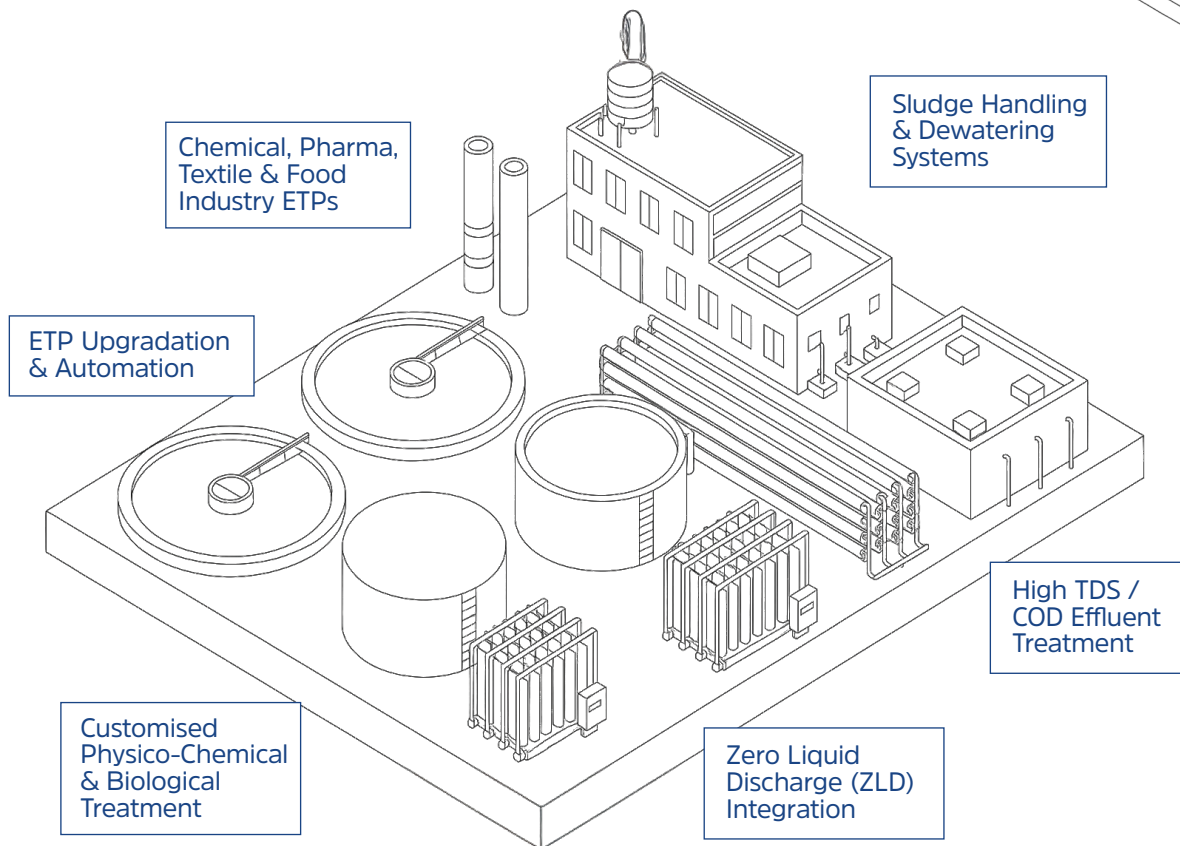 Sludge Handling
& Dewatering
Systems
Chemical, Pharma,
Textile & Food
Industry ETPs
ETP Upgradation
& Automation
High TDS /
COD Effluent
Treatment
Customised
Physico-Chemical
& Biological
Treatment
Zero Liquid
Discharge (ZLD)
Integration